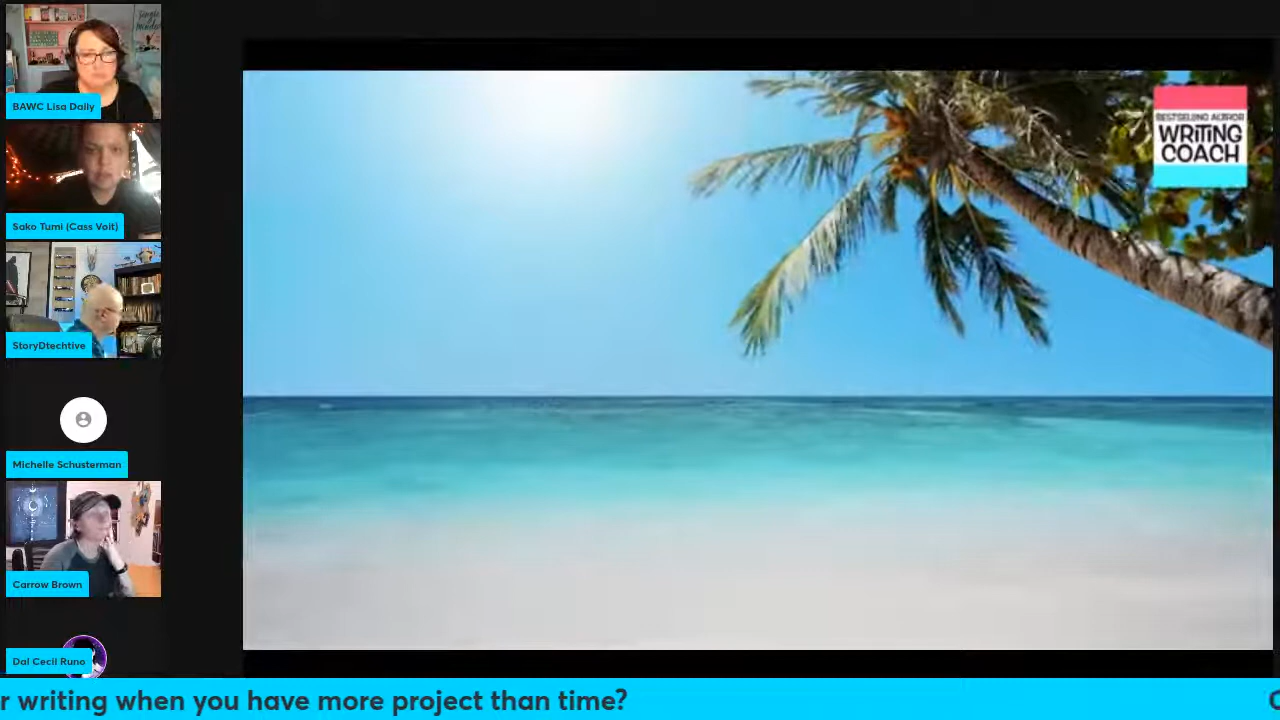 BAWC Lisa Daily
Sako Tumi (Cass Voit)
StoryDtechtive
Michelle Schusterman
Carrow Brown
Dal Cecil Runo
BESTSELLING AUTHOR
WRITING
COACH
r writing when you have more project than time?